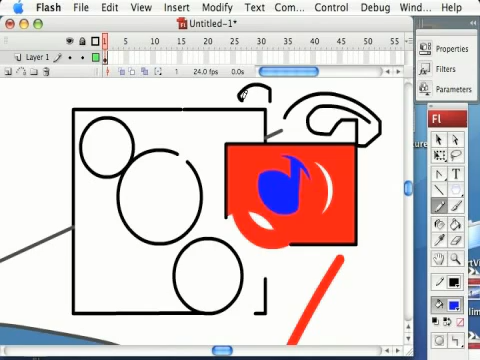 Flash File Edit View Insert Modify Text Com... Control Debug Wind... Help
Untitled-1*
5 10 15 20 25 30 35 40 45 50 55
Layer 1
1 24.0 fps 0.0s
Properties
Filters
Parameters
Fl